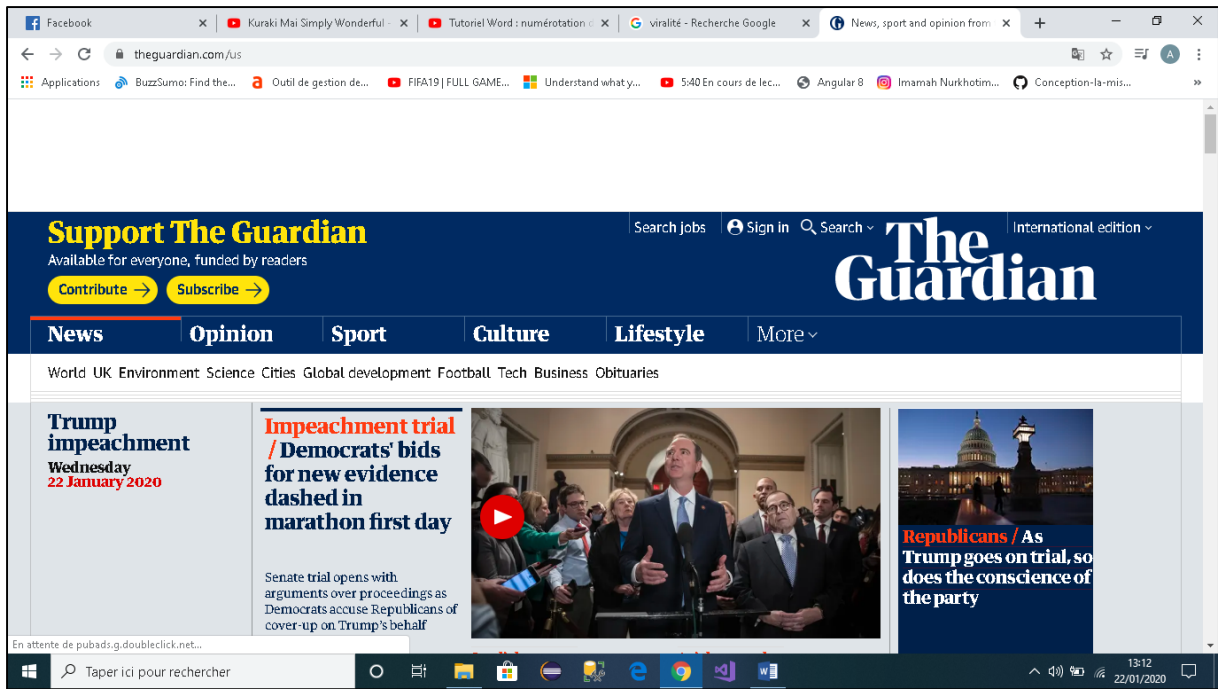 Facebook
Kuraki Mai Simply Wonderful -
Tutoriel Word : numérotation d
viralité - Recherche Google
News, sport and opinion from
theguardian.com/us
A
Applications
BuzzSumo: Find the...
Outil de gestion de...
FIFA19 | FULL GAME...
Understand what y...
5:40 En cours de lec...
Angular 8
Imamah Nurkhotim...
Conception-la-mis...
»
Support The Guardian
Available for everyone, funded by readers
Contribute →
Subscribe →
Search jobs
Sign in
Search
The
Guardian
International edition
News
Opinion
Sport
Culture
Lifestyle
More
World UK Environment Science Cities Global development Football Tech Business Obituaries
Trump
impeachment
Wednesday
22 January 2020
Impeachment trial
/ Democrats' bids
for new evidence
dashed in
marathon first day
Senate trial opens with
arguments over proceedings as
Democrats accuse Republicans of
cover-up on Trump's behalf
Republicans / As
Trump goes on trial, so
does the conscience of
the party
En attente de pubads.g.doubleclick.net...
Taper ici pour rechercher
13:12
22/01/2020